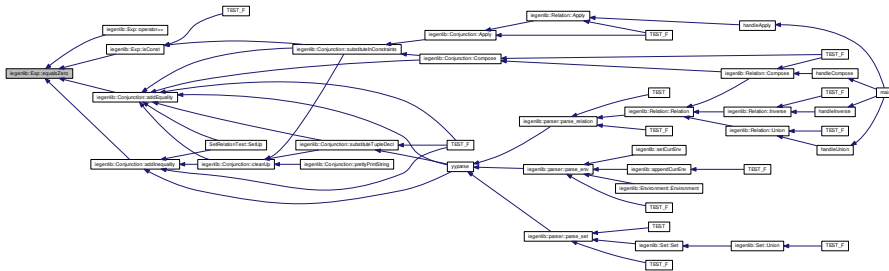 iegenlib::Exp::equalsZero
iegenlib::Exp::operator==
iegenlib::Exp::isConst
iegenlib::Conjunction::addEquality
iegenlib::Conjunction::addInequality
TEST_F
SetRelationTest::SetUp
iegenlib::Conjunction::cleanUp
iegenlib::Conjunction::substituteInConstraints
iegenlib::Conjunction::substituteTupleDecl
iegenlib::Conjunction::prettyPrintString
iegenlib::Conjunction::Apply
iegenlib::Conjunction::Compose
TEST_F
yyparse
iegenlib::Relation::Apply
TEST_F
iegenlib::parser::parse_relation
iegenlib::parser::parse_env
iegenlib::parser::parse_set
TEST
iegenlib::Relation::Relation
TEST_F
iegenlib::setCurrEnv
iegenlib::appendCurrEnv
iegenlib::Environment::Environment
TEST_F
TEST
iegenlib::Set::Set
TEST_F
iegenlib::Relation::Compose
iegenlib::Relation::Inverse
iegenlib::Relation::Union
TEST_F
iegenlib::Set::Union
handleApply
TEST_F
handleCompose
TEST_F
handleInverse
TEST_F
handleUnion
TEST_F